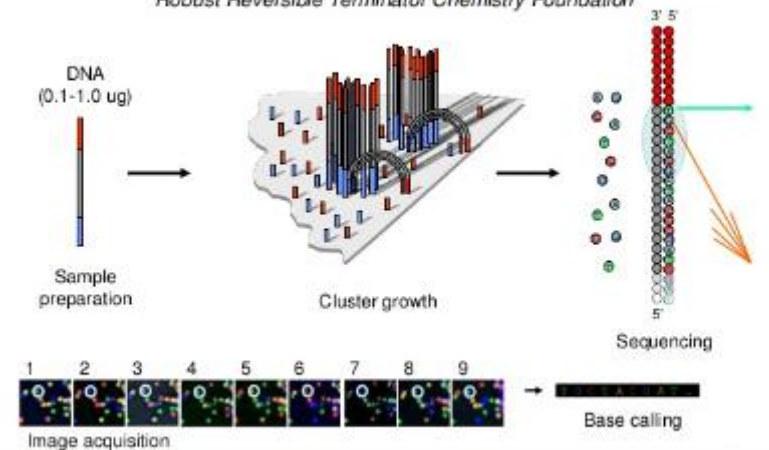 Robust Reversible Terminator Chemistry Foundation
3' 5'
DNA
(0.1-1.0 ug)
Sample
preparation
Cluster growth
5'
Sequencing
1 2 3 4 5 6 7 8 9
Image acquisition
Base calling